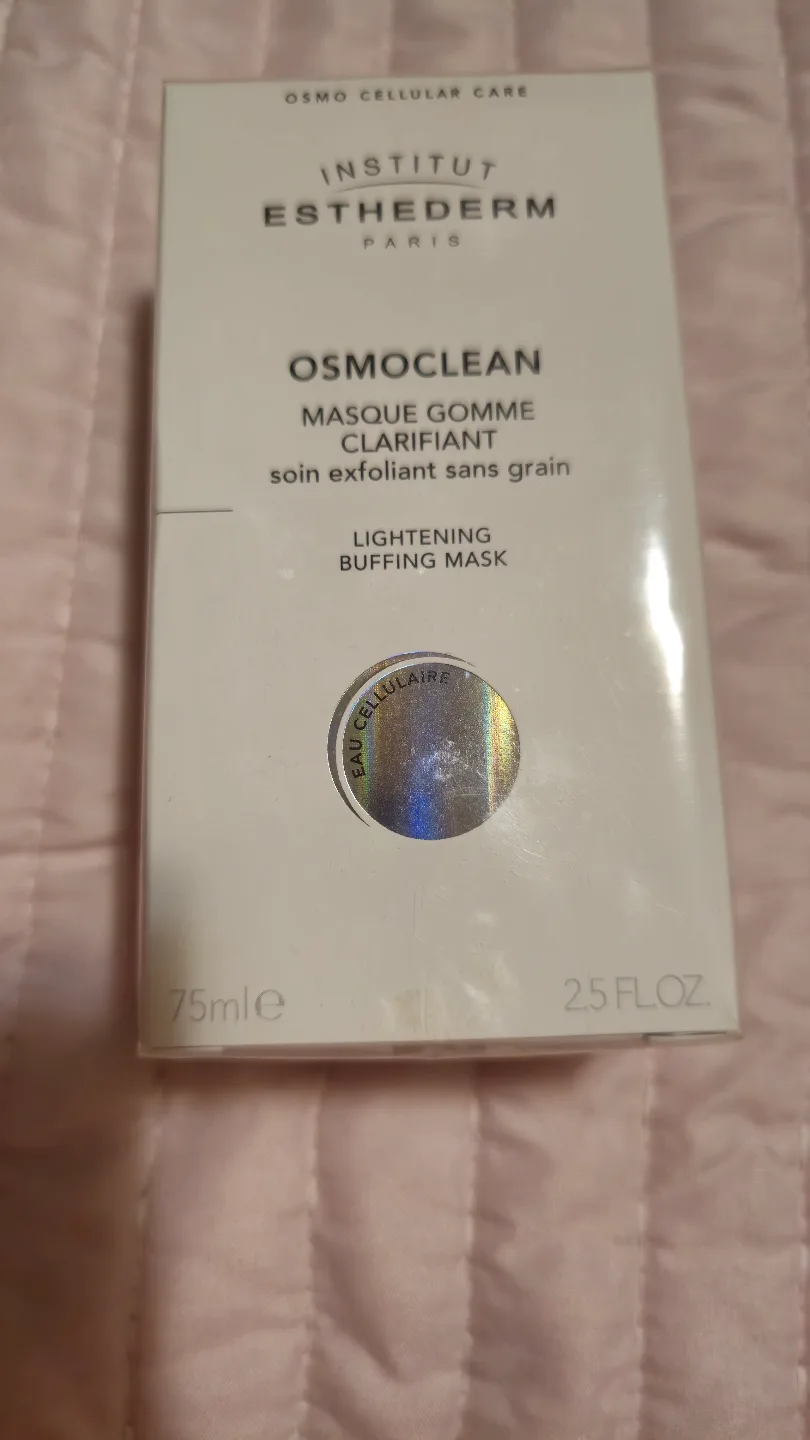 OSMO CELLULAR CARE
INSTITUT
ESTHEDERM
PARIS
OSMOCLEAN
MASQUE GOMME
CLARIFIANT
soin exfoliant sans grain
LIGHTENING
BUFFING MASK
EAU CELLULAIRE
75ml℮ 2.5 FL.OZ.